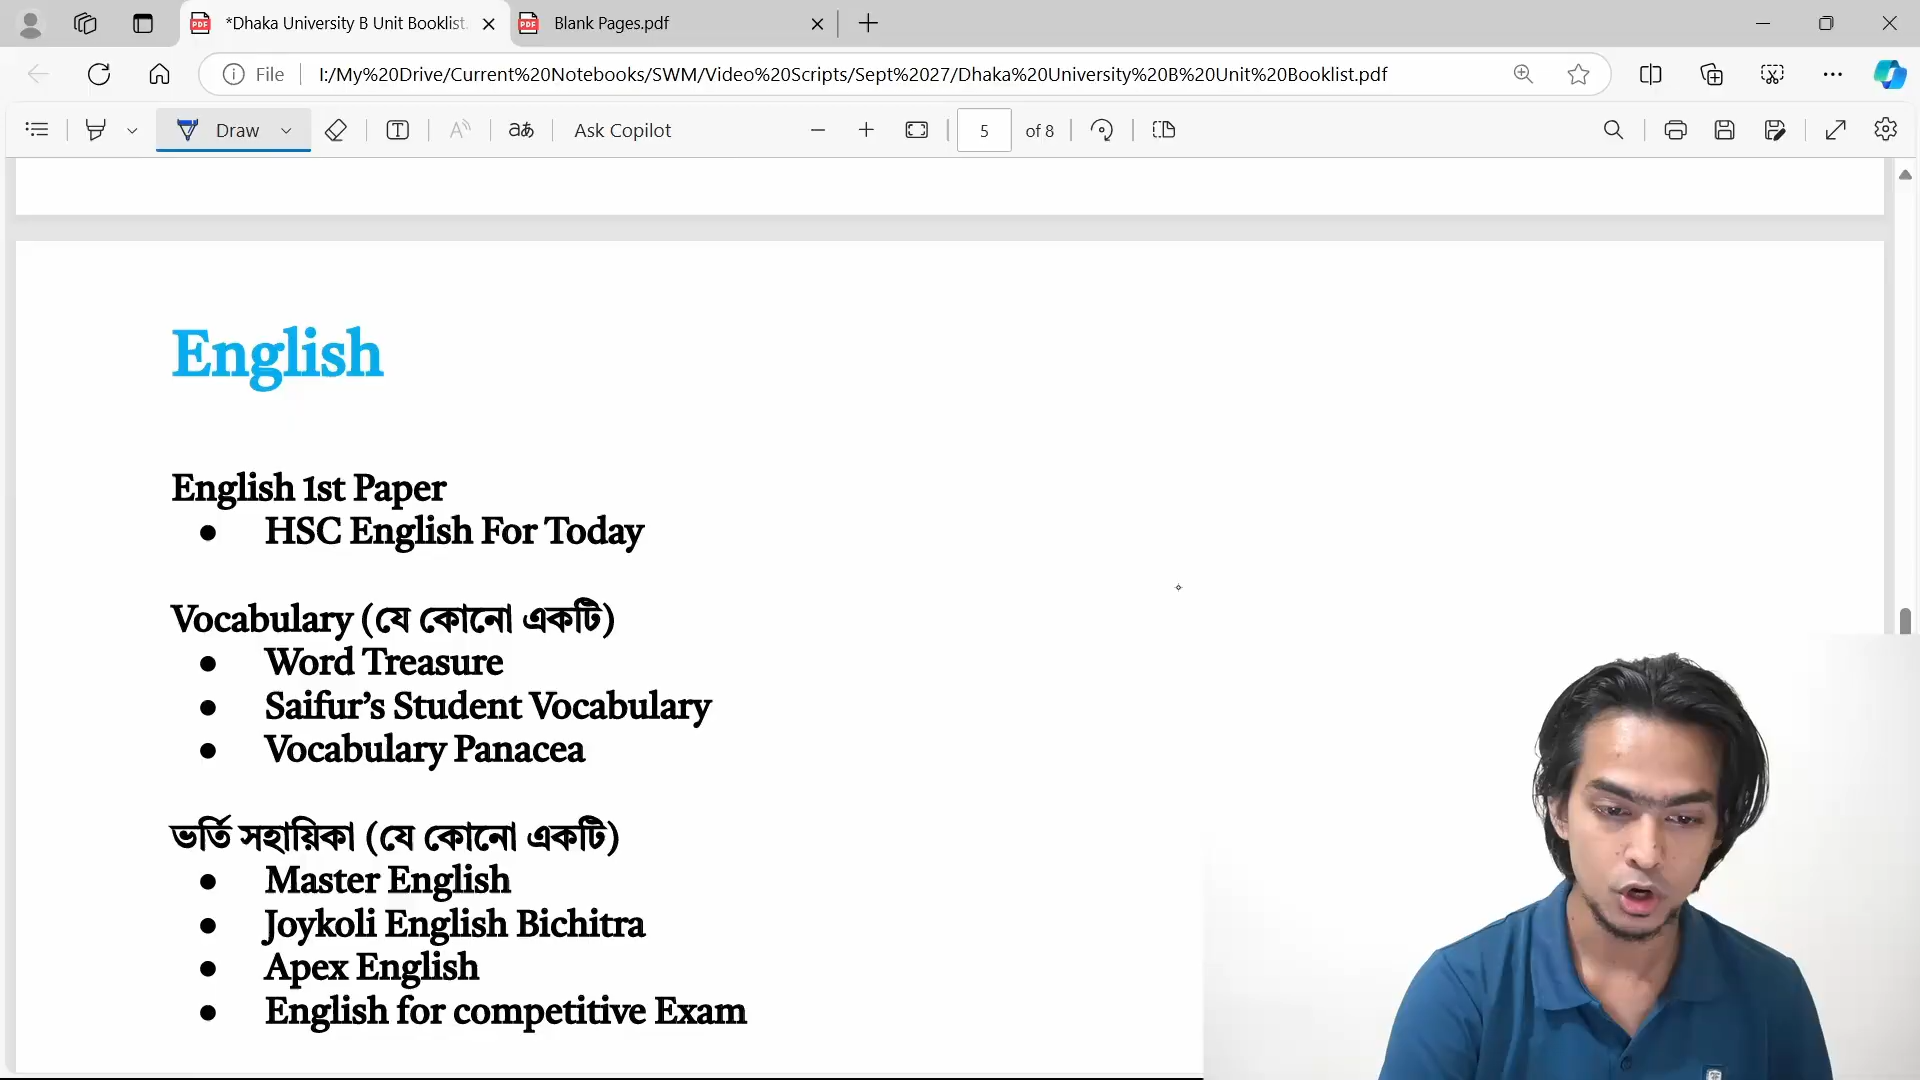 *Dhaka University B Unit Booklist.
Blank Pages.pdf
File
I:/My%20Drive/Current%20Notebooks/SWM/Video%20Scripts/Sept%2027/Dhaka%20University%20B%20Unit%20Booklist.pdf
Draw
aあ
Ask Copilot
5 of 8
English
English 1st Paper
● HSC English For Today
Vocabulary (যে কোনো একটি)
● Word Treasure
● Saifur’s Student Vocabulary
● Vocabulary Panacea
ভর্তি সহায়িকা (যে কোনো একটি)
● Master English
● Joykoli English Bichitra
● Apex English
● English for competitive Exam